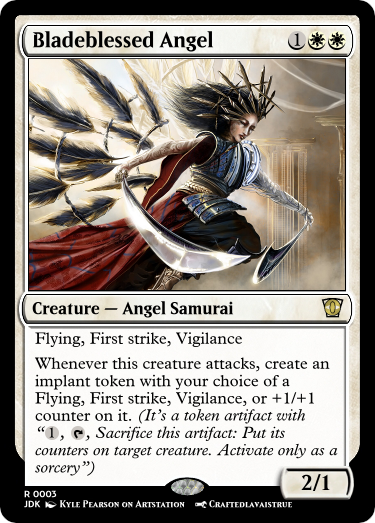 Bladeblessed Angel 1
Creature — Angel Samurai
Flying, First strike, Vigilance
Whenever this creature attacks, create an
implant token with your choice of a
Flying, First strike, Vigilance, or +1/+1
counter on it. (It's a token artifact with
"1, , Sacrifice this artifact: Put its
counters on target creature. Activate only as a
sorcery")
2/1
R 0003
JDK Kyle Pearson on Artstation Craftedlavaistrue